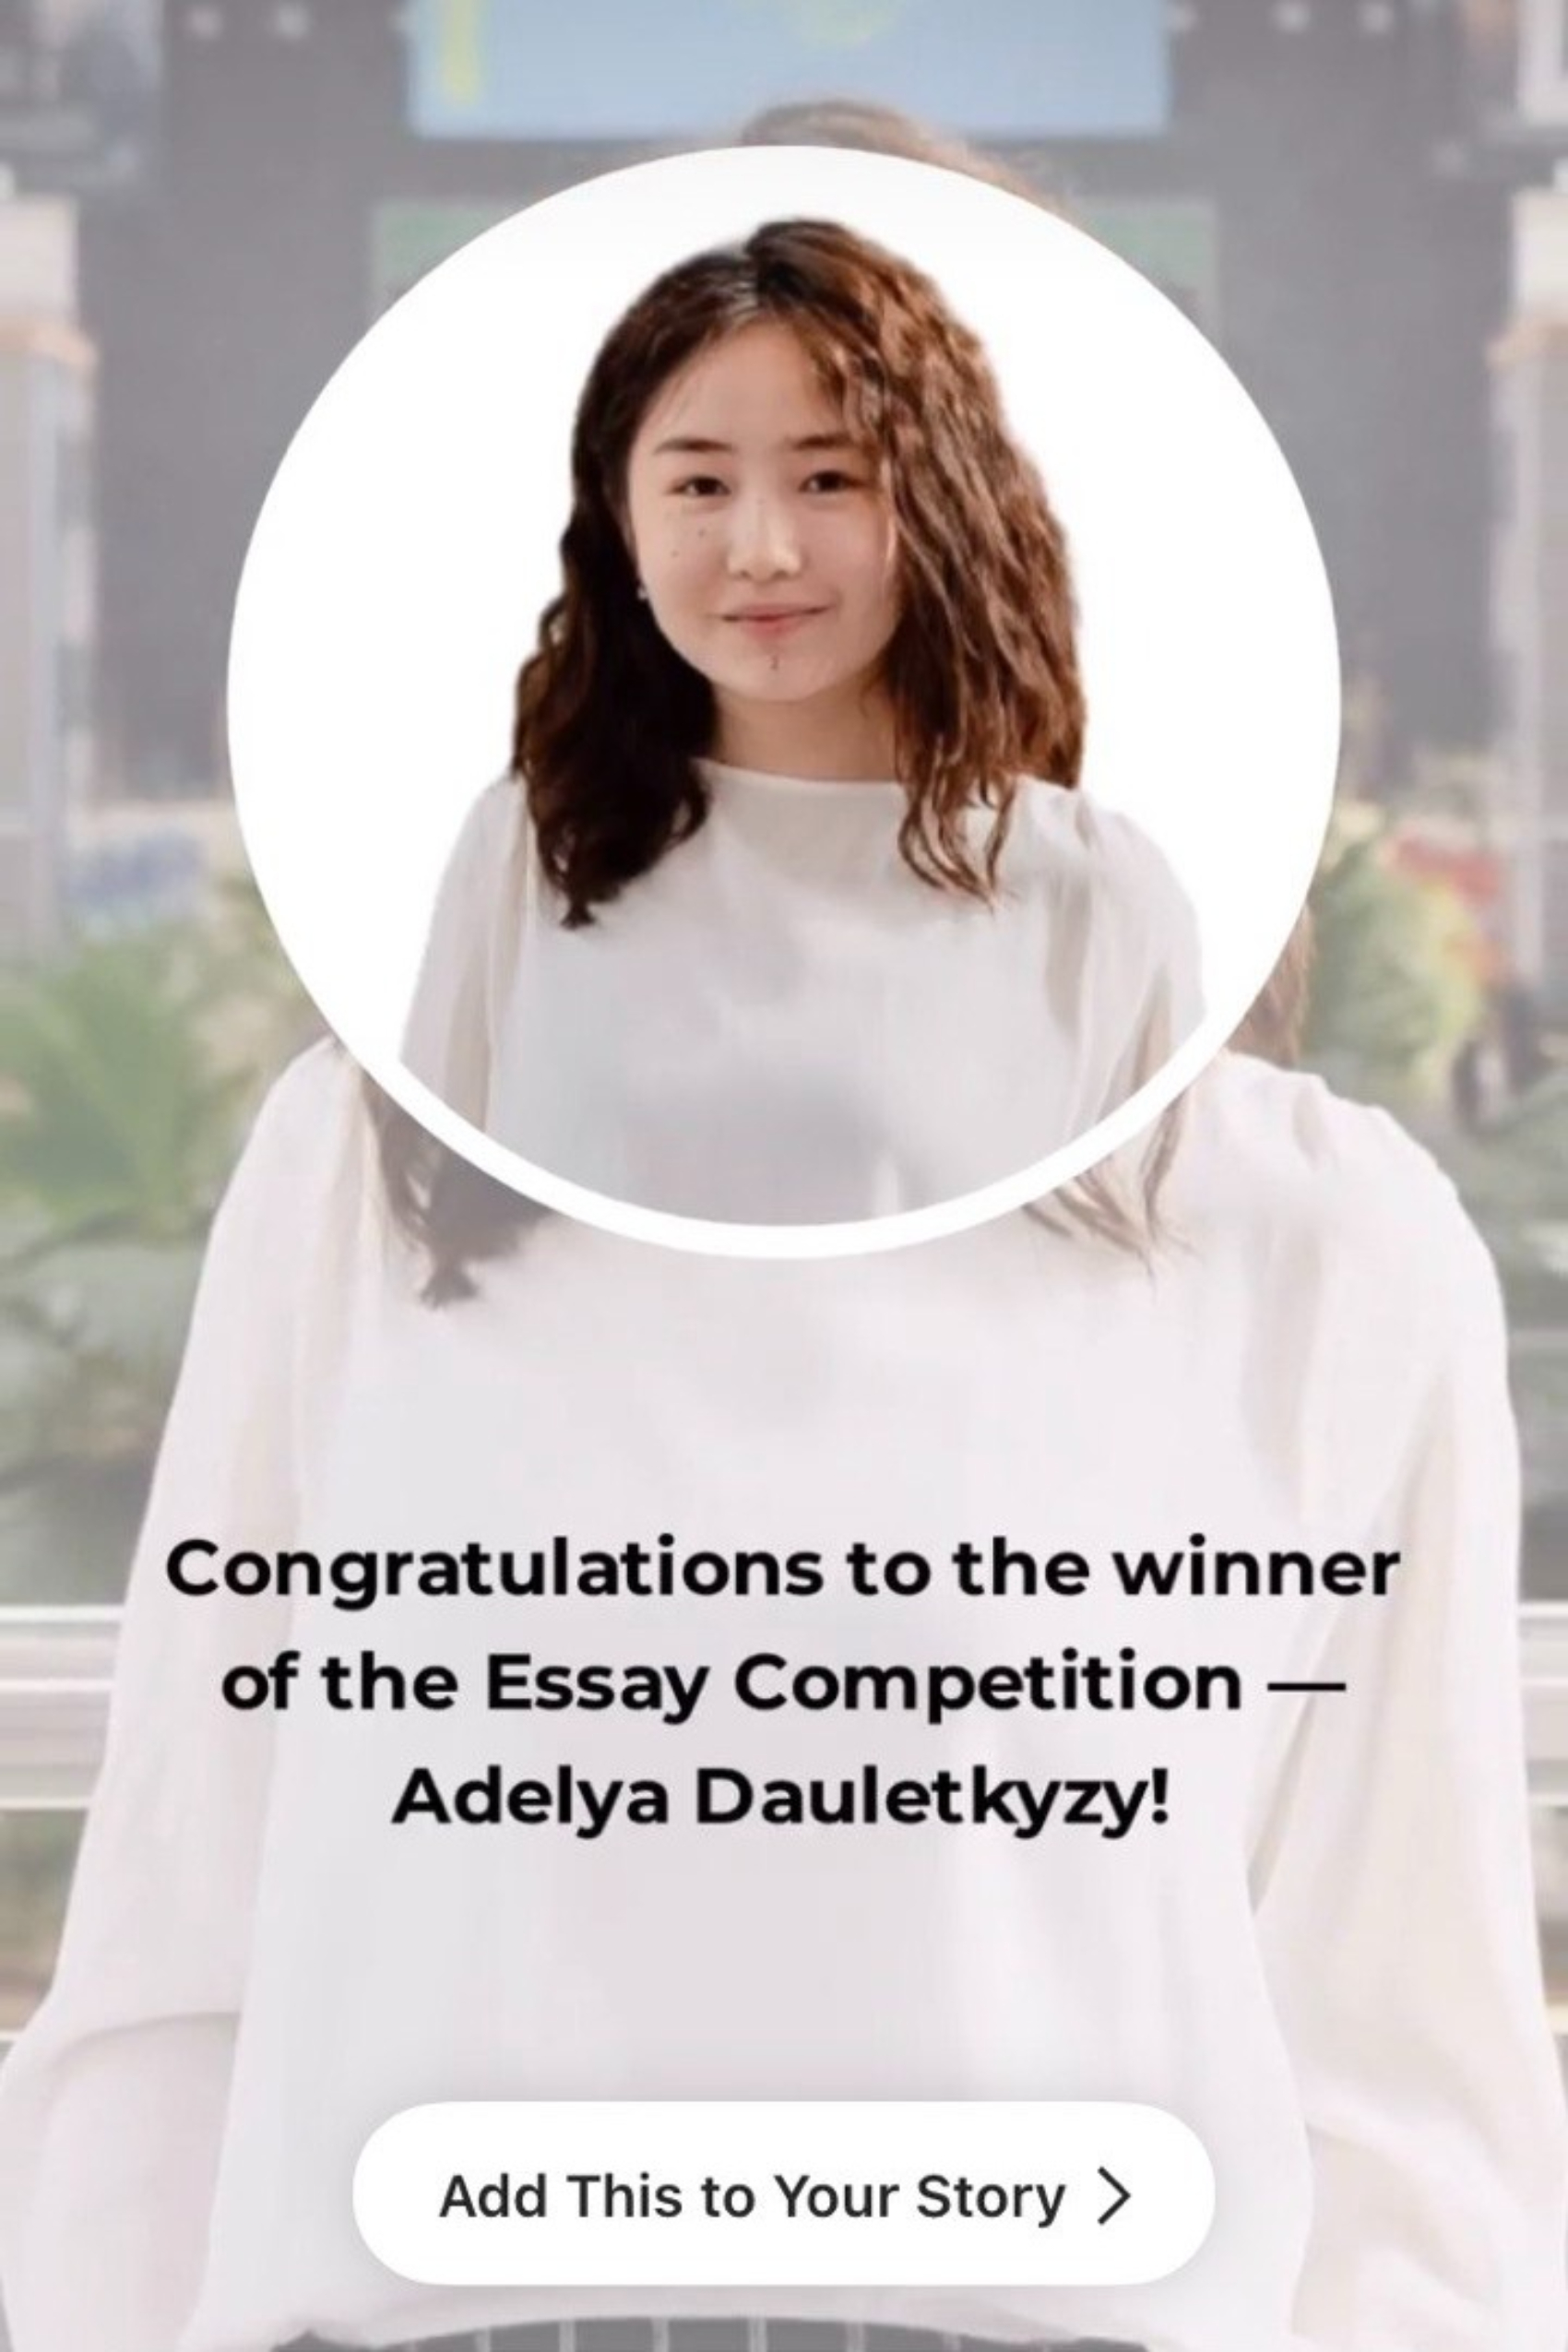 Congratulations to the winner
of the Essay Competition —
Adelya Dauletkyzy!
Add This to Your Story >